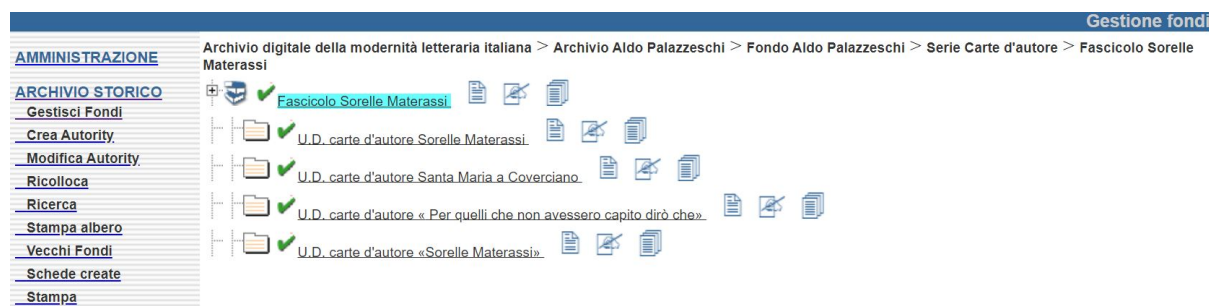 Gestione fondi
AMMINISTRAZIONE
ARCHIVIO STORICO
Gestisci Fondi
Crea Autority
Modifica Autority
Ricolloca
Ricerca
Stampa albero
Vecchi Fondi
Schede create
Stampa
Archivio digitale della modernità letteraria italiana > Archivio Aldo Palazzeschi > Fondo Aldo Palazzeschi > Serie Carte d'autore > Fascicolo Sorelle
Materassi
Fascicolo Sorelle Materassi
U.D. carte d'autore Sorelle Materassi
U.D. carte d'autore Santa Maria a Coverciano
U.D. carte d'autore « Per quelli che non avessero capito dirò che»
U.D. carte d'autore «Sorelle Materassi»